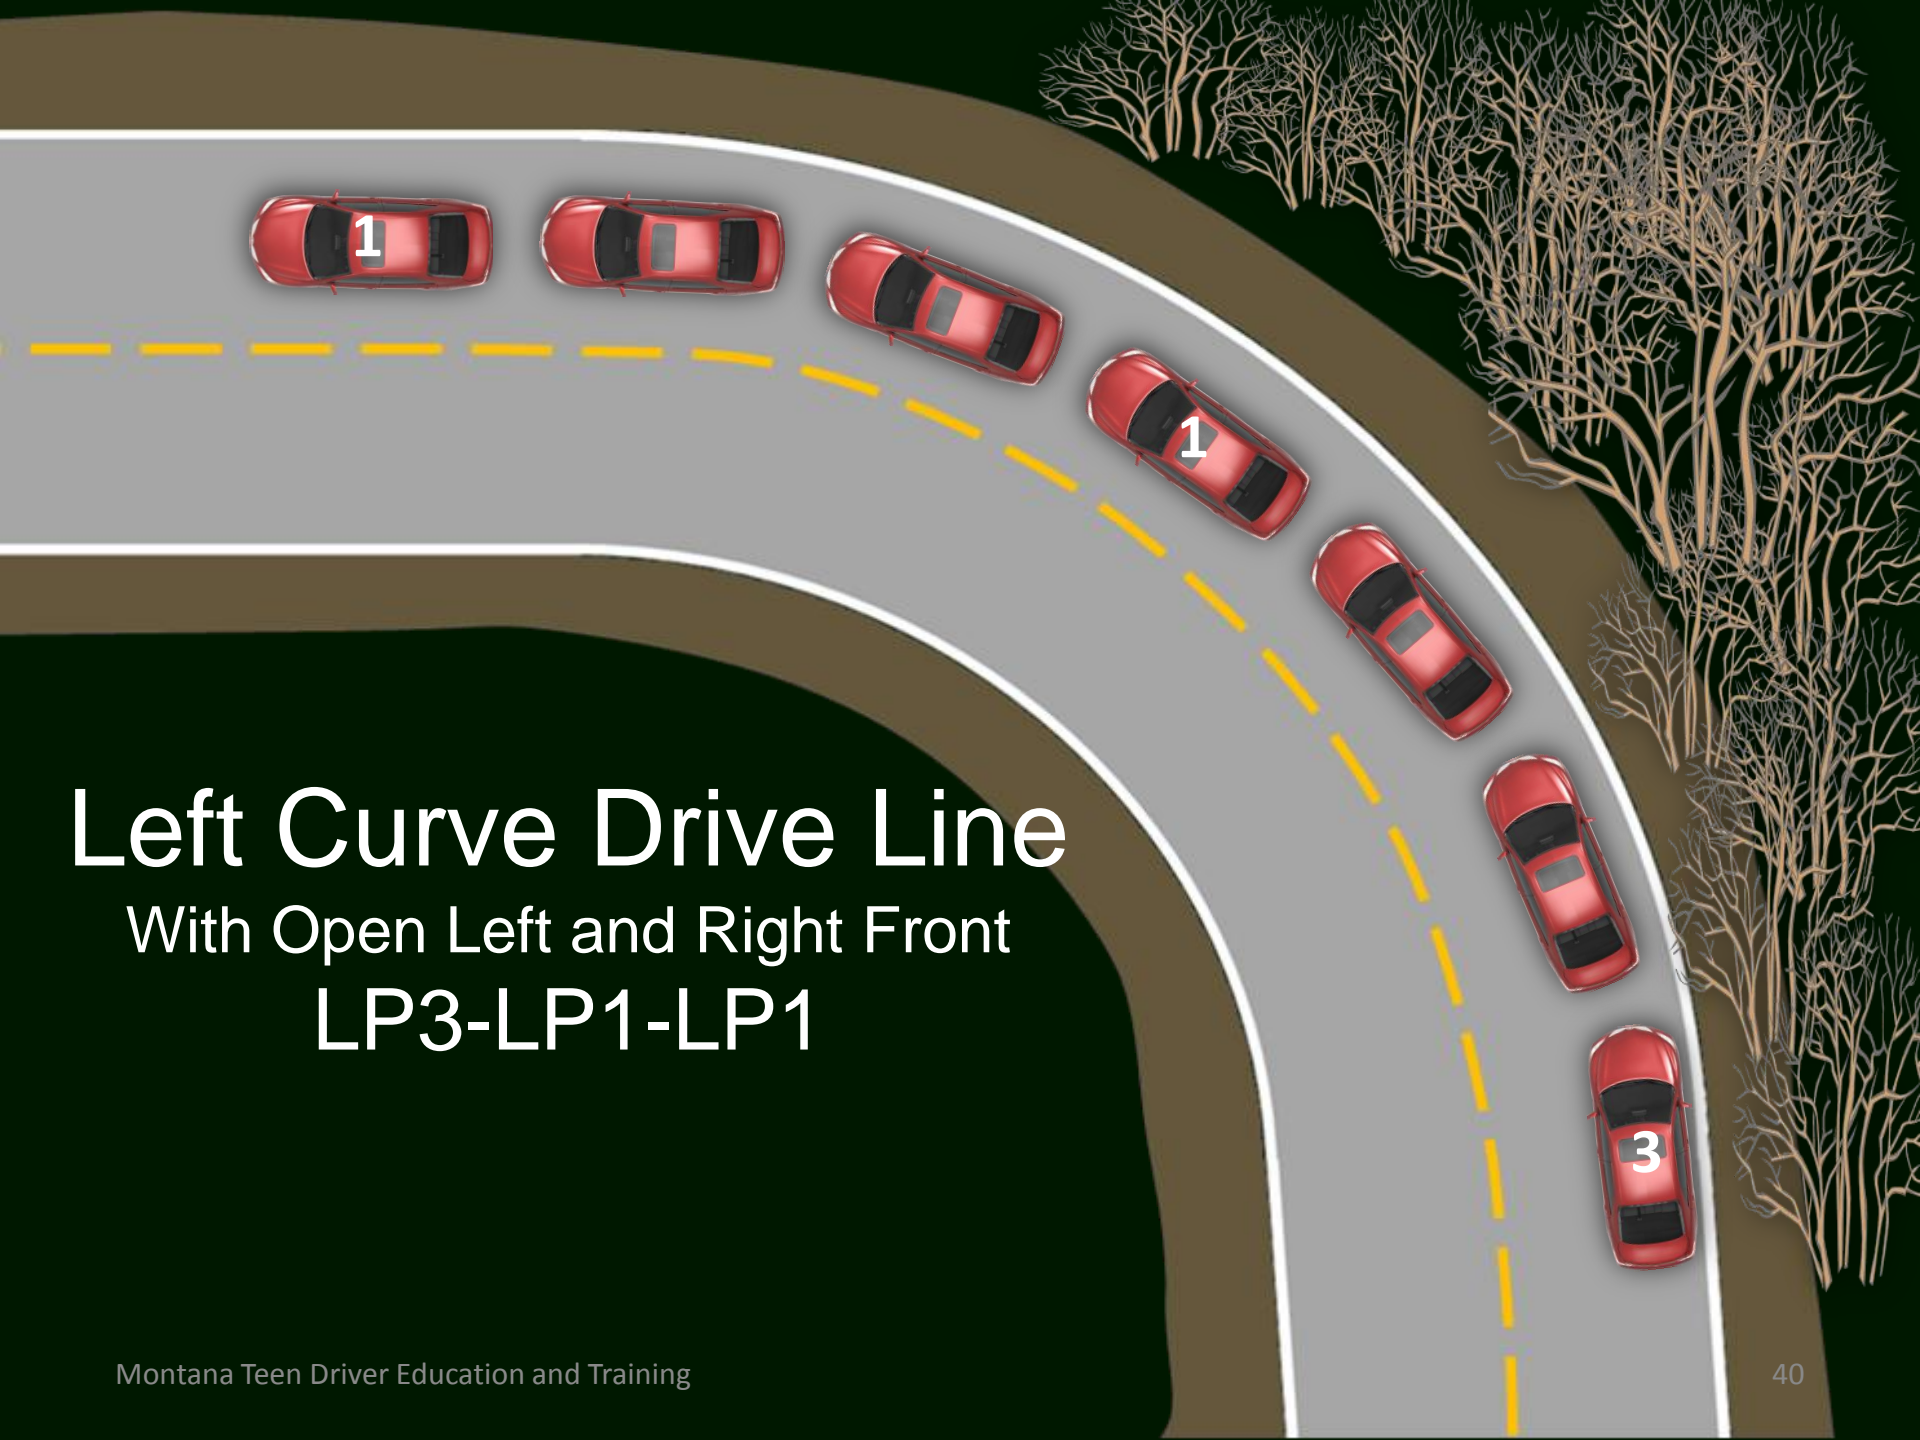 1
1
3
Left Curve Drive Line
With Open Left and Right Front
LP3-LP1-LP1
Montana Teen Driver Education and Training
40